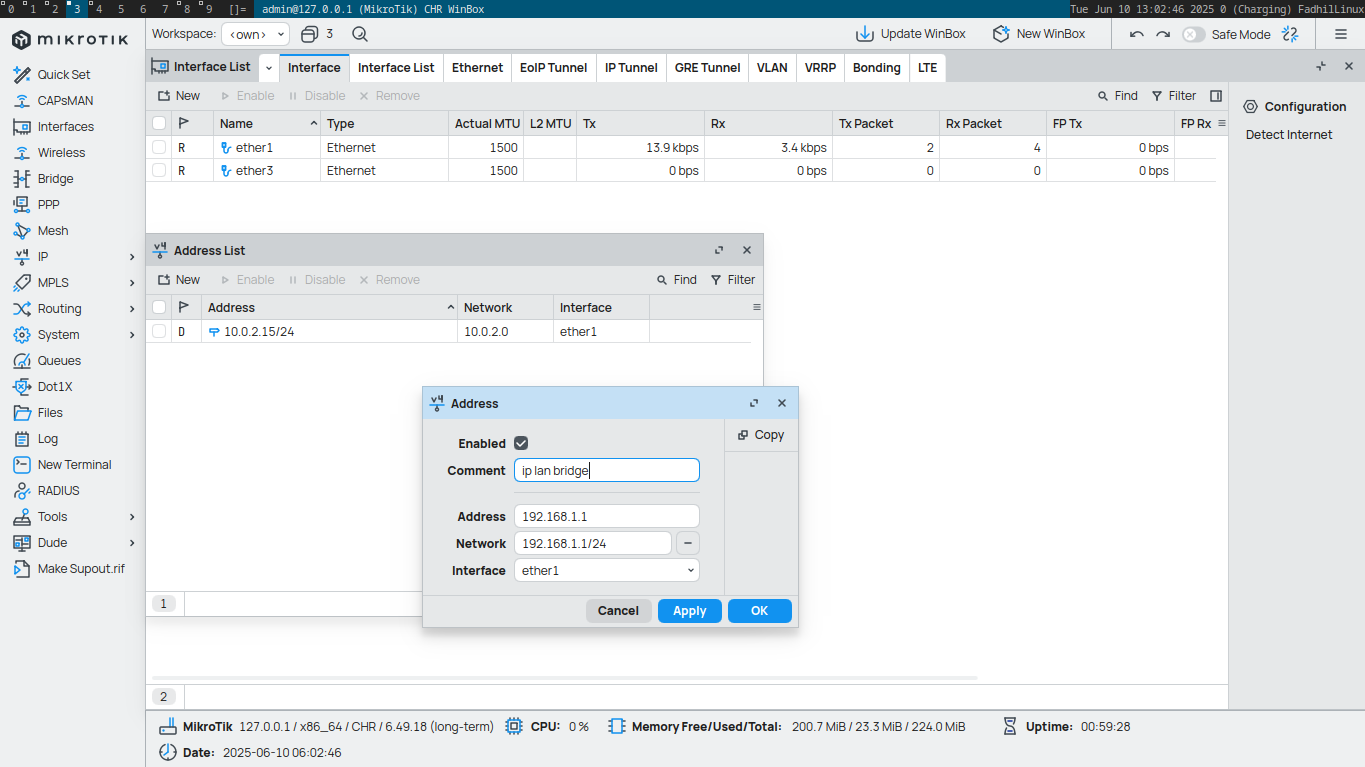 0 1 2 3 4 5 6 7 8 9 []= admin@127.0.0.1 (MikroTik) CHR WinBox Tue Jun 10 13:02:46 2025 0 (Charging) FadhilLinux
MIKROTIK
Workspace: <own> 3 Update WinBox New WinBox Safe Mode
Quick Set
CAPsMAN
Interfaces
Wireless
Bridge
PPP
Mesh
IP
MPLS
Routing
System
Queues
Dot1X
Files
Log
New Terminal
RADIUS
Tools
Dude
Make Supout.rif
Interface List Interface Interface List Ethernet EoIP Tunnel IP Tunnel GRE Tunnel VLAN VRRP Bonding LTE
New Enable Disable Remove Find Filter
Name Type Actual MTU L2 MTU Tx Rx Tx Packet Rx Packet FP Tx FP Rx
R ether1 Ethernet 1500 13.9 kbps 3.4 kbps 2 4 0 bps
R ether3 Ethernet 1500 0 bps 0 bps 0 0 0 bps
Configuration
Detect Internet
Address List
New Enable Disable Remove Find Filter
Address Network Interface
D 10.0.2.15/24 10.0.2.0 ether1
1
Address
Enabled
Comment ip lan bridge
Address 192.168.1.1
Network 192.168.1.1/24
Interface ether1
Copy
Cancel Apply OK
2
MikroTik 127.0.0.1 / x86_64 / CHR / 6.49.18 (long-term) CPU: 0 % Memory Free/Used/Total: 200.7 MiB / 23.3 MiB / 224.0 MiB Uptime: 00:59:28
Date: 2025-06-10 06:02:46